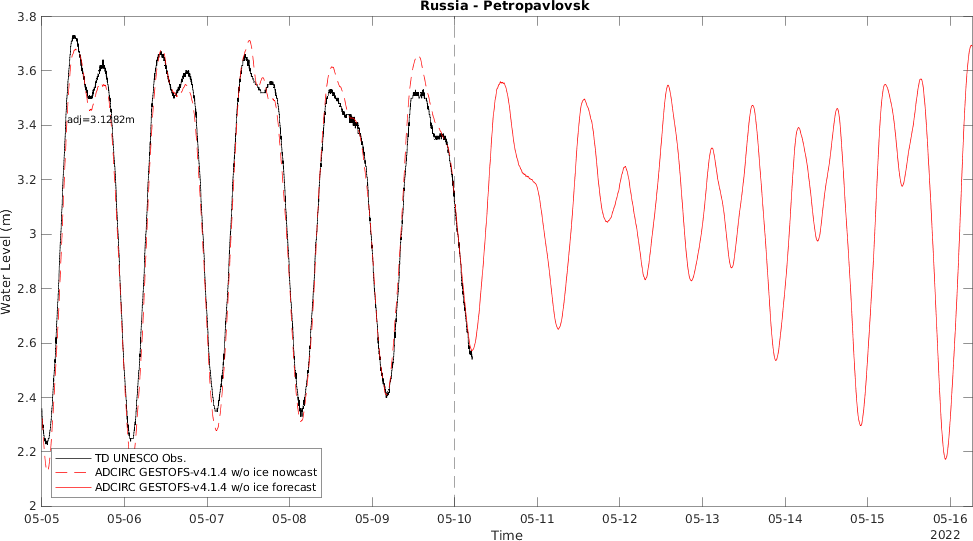 Russia - Petropavlovsk
3.8
3.6
3.4
3.2
3
2.8
2.6
2.4
2.2
2
Water Level (m)
adj=3.1282m
TD UNESCO Obs.
ADCIRC GESTOFS-v4.1.4 w/o ice nowcast
ADCIRC GESTOFS-v4.1.4 w/o ice forecast
05-05 05-06 05-07 05-08 05-09 05-10 05-11 05-12 05-13 05-14 05-15 05-16
Time
2022